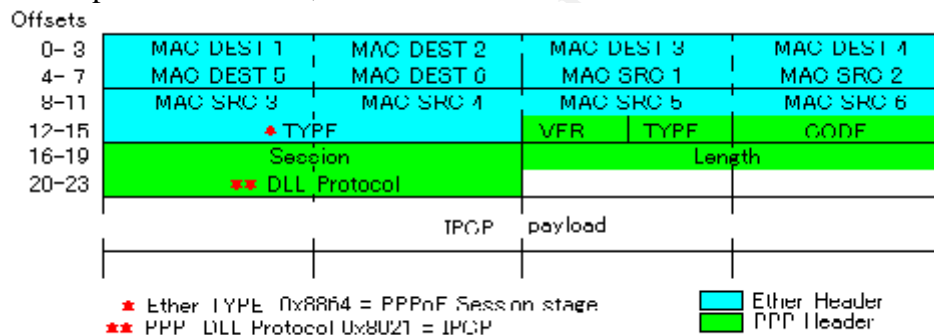 Offsets
0- 3 MAC DEST 1 MAC DEST 2 MAC DEST 3 MAC DEST 4
4- 7 MAC DEST 5 MAC DEST 6 MAC SRC 1 MAC SRC 2
8-11 MAC SRC 3 MAC SRC 4 MAC SRC 5 MAC SRC 6
12-15 * TYPE VER TYPE CODE
16-19 Session Length
20-23 ** DLL Protocol
IPCP payload
* Ether TYPE 0x8864 = PPPoE Session stage Ether Header
** PPP DLL Protocol 0x8021 = IPCP PPP Header